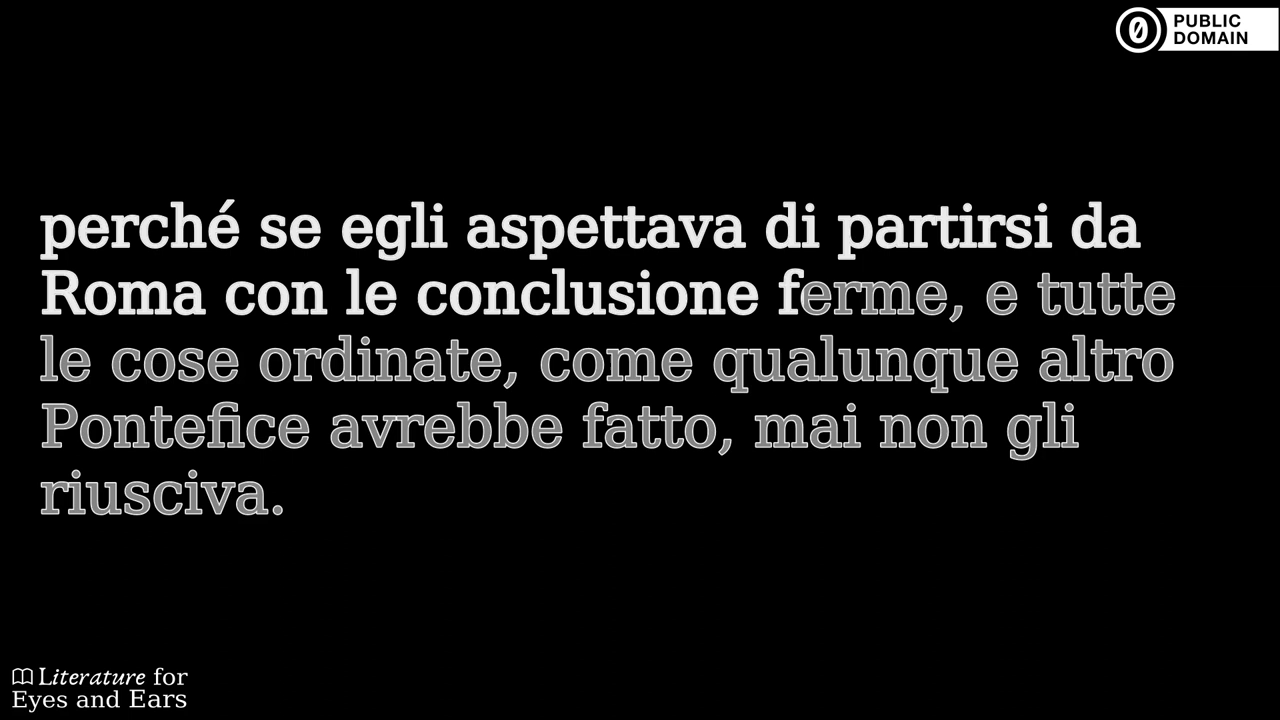 PUBLIC
DOMAIN
perché se egli aspettava di partirsi da
Roma con le conclusione ferme, e tutte
le cose ordinate, come qualunque altro
Pontefice avrebbe fatto, mai non gli
riusciva.
Literature for
Eyes and Ears